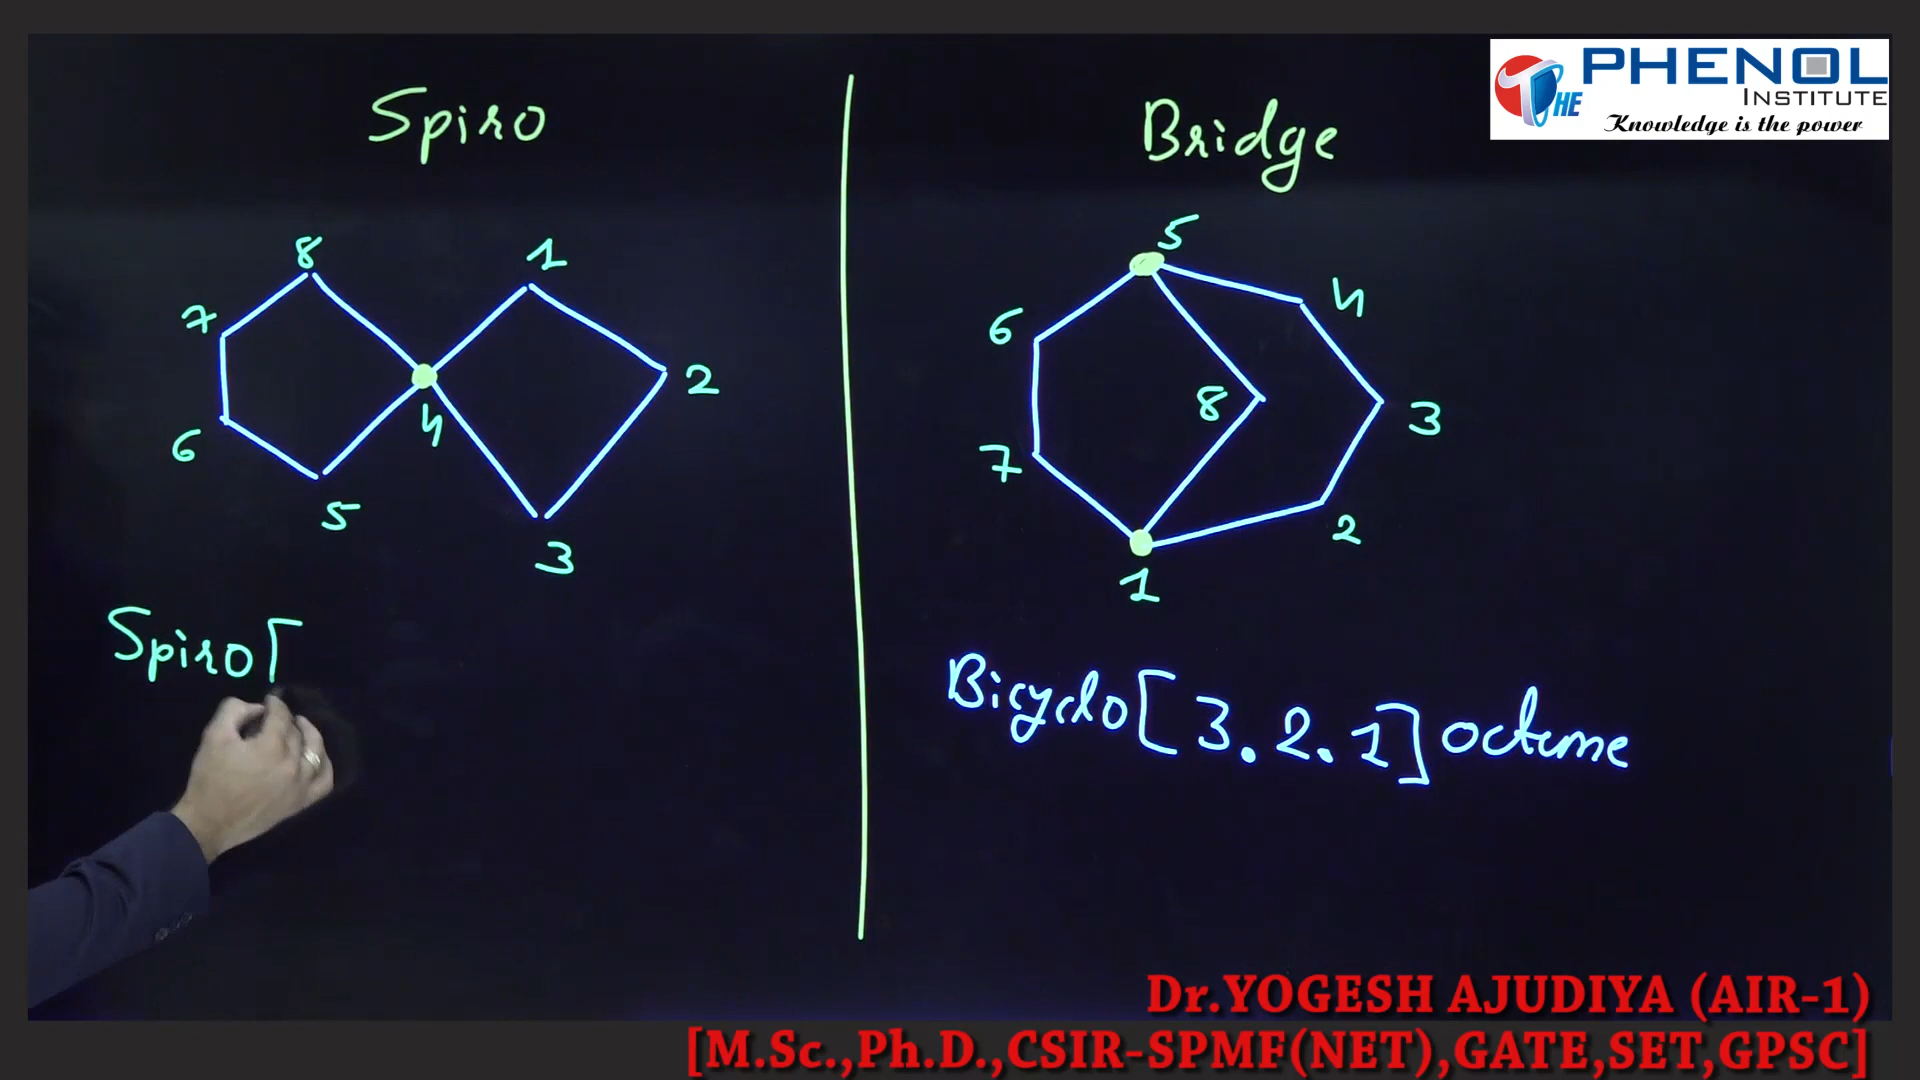 Spiro
Bridge
THE PHENOL
INSTITUTE
Knowledge is the power
8
1
7
2
4
6
5
3
5
4
6
8
3
7
2
1
Spiro[
Bicyclo[3.2.1]octane
Dr.YOGESH AJUDIYA (AIR-1)
[M.Sc.,Ph.D.,CSIR-SPMF(NET),GATE,SET,GPSC]